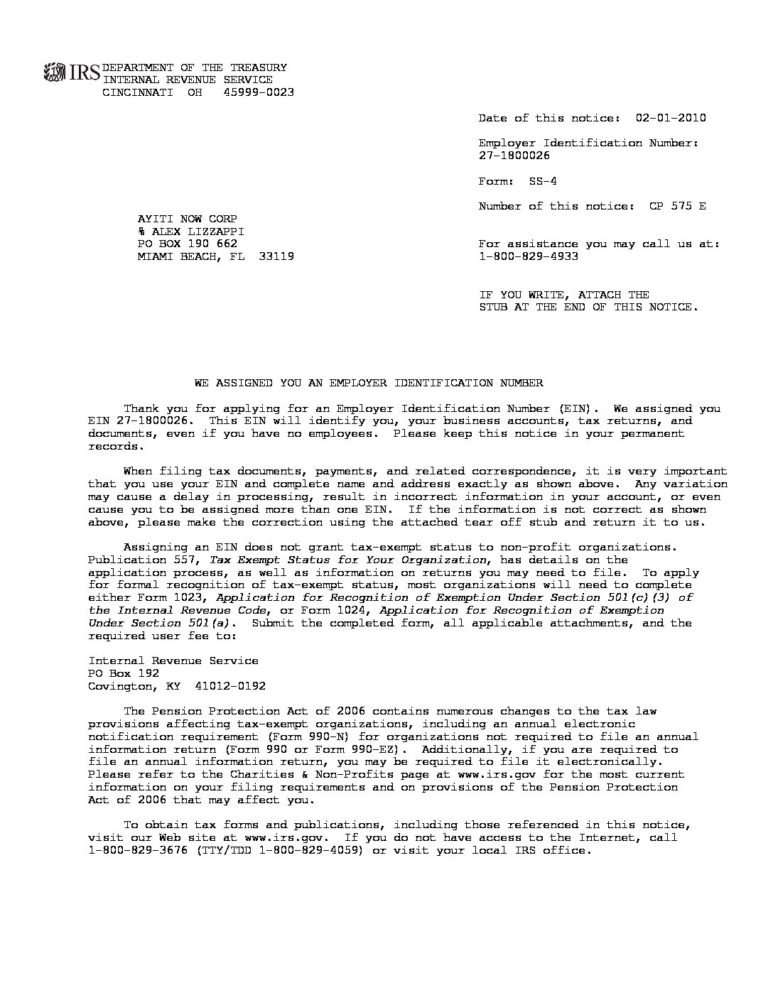 IRS DEPARTMENT OF THE TREASURY
INTERNAL REVENUE SERVICE
CINCINNATI OH 45999-0023
Date of this notice: 02-01-2010
Employer Identification Number:
27-1800026
Form: SS-4
Number of this notice: CP 575 E
AYITI NOW CORP
% ALEX LIZZAPPI
PO BOX 190 662
MIAMI BEACH, FL 33119
For assistance you may call us at:
1-800-829-4933
IF YOU WRITE, ATTACH THE
STUB AT THE END OF THIS NOTICE.
WE ASSIGNED YOU AN EMPLOYER IDENTIFICATION NUMBER
Thank you for applying for an Employer Identification Number (EIN). We assigned you
EIN 27-1800026. This EIN will identify you, your business accounts, tax returns, and
documents, even if you have no employees. Please keep this notice in your permanent
records.
When filing tax documents, payments, and related correspondence, it is very important
that you use your EIN and complete name and address exactly as shown above. Any variation
may cause a delay in processing, result in incorrect information in your account, or even
cause you to be assigned more than one EIN. If the information is not correct as shown
above, please make the correction using the attached tear off stub and return it to us.
Assigning an EIN does not grant tax-exempt status to non-profit organizations.
Publication 557, Tax Exempt Status for Your Organization, has details on the
application process, as well as information on returns you may need to file. To apply
for formal recognition of tax-exempt status, most organizations will need to complete
either Form 1023, Application for Recognition of Exemption Under Section 501(c)(3) of
the Internal Revenue Code, or Form 1024, Application for Recognition of Exemption
Under Section 501(a). Submit the completed form, all applicable attachments, and the
required user fee to:
Internal Revenue Service
PO Box 192
Covington, KY 41012-0192
The Pension Protection Act of 2006 contains numerous changes to the tax law
provisions affecting tax-exempt organizations, including an annual electronic
notification requirement (Form 990-N) for organizations not required to file an annual
information return (Form 990 or Form 990-EZ). Additionally, if you are required to
file an annual information return, you may be required to file it electronically.
Please refer to the Charities & Non-Profits page at www.irs.gov for the most current
information on your filing requirements and on provisions of the Pension Protection
Act of 2006 that may affect you.
To obtain tax forms and publications, including those referenced in this notice,
visit our Web site at www.irs.gov. If you do not have access to the Internet, call
1-800-829-3676 (TTY/TDD 1-800-829-4059) or visit your local IRS office.